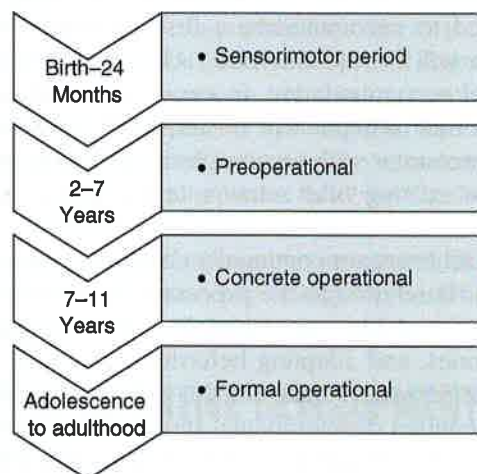 Birth–24
Months
• Sensorimotor period
2–7
Years
• Preoperational
7–11
Years
• Concrete operational
Adolescence
to adulthood
• Formal operational